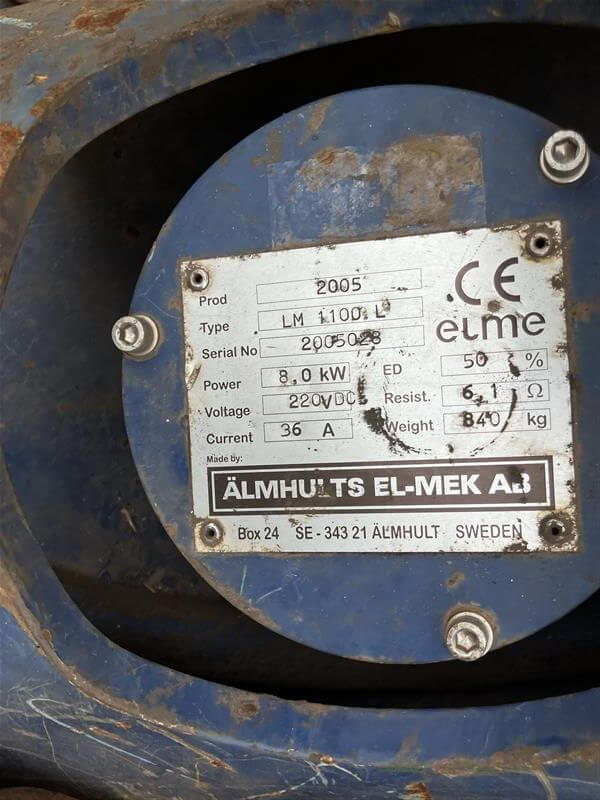 Prod 2005
Type LM 1100 L
Serial No 2005028
CE
elme
Power 8,0 kW ED 50 %
Voltage 220VDC Resist. 6,1 Ω
Current 36 A Weight 840 kg
Made by:
ÄLMHULTS EL-MEK AB
Box 24 SE - 343 21 ÄLMHULT SWEDEN